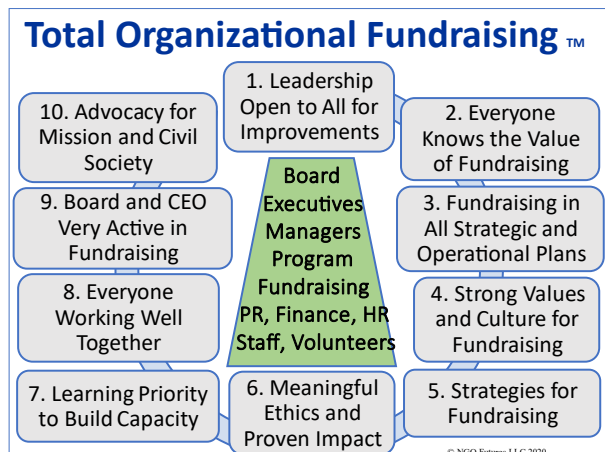 Total Organizational Fundraising TM
1. Leadership
Open to All for
Improvements
2. Everyone
Knows the Value
of Fundraising
3. Fundraising in
All Strategic and
Operational Plans
4. Strong Values
and Culture for
Fundraising
5. Strategies for
Fundraising
6. Meaningful
Ethics and
Proven Impact
7. Learning Priority
to Build Capacity
8. Everyone
Working Well
Together
9. Board and CEO
Very Active in
Fundraising
10. Advocacy for
Mission and Civil
Society
Board
Executives
Managers
Program
Fundraising
PR, Finance, HR
Staff, Volunteers
© NGO Futures LLC 2020